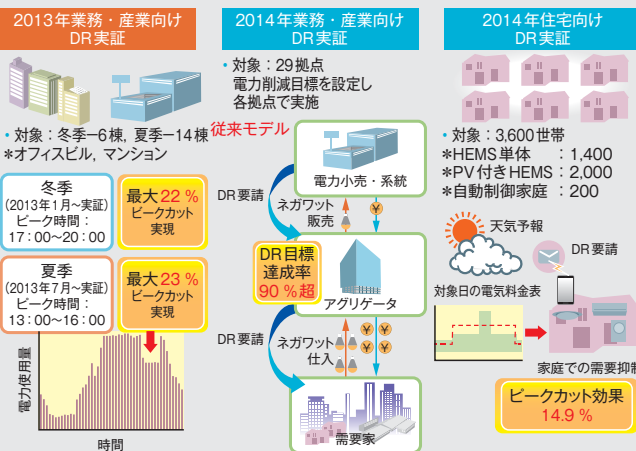 2013年業務・産業向け
DR実証
・対象：冬季−6棟，夏季−14棟
*オフィスビル，マンション
冬季
（2013年1月～実証）
ピーク時間：
17：00～20：00
最大22 %
ピークカット
実現
夏季
（2013年7月～実証）
ピーク時間：
13：00～16：00
最大23 %
ピークカット
実現
電力使用量
時間
2014年業務・産業向け
DR実証
・対象：29拠点
電力削減目標を設定し
各拠点で実施
従来モデル
電力小売・系統
DR要請
ネガワット
販売
¥
DR目標
達成率
90 %超
アグリゲータ
DR要請
ネガワット
仕入
¥ ¥
¥ ¥
¥
需要家
2014年住宅向け
DR実証
・対象：3,600世帯
*HEMS単体　：1,400
*PV付きHEMS：2,000
*自動制御家庭　：200
天気予報
DR要請
対象日の電気料金表
家庭での需要抑制
ピークカット効果
14.9 %